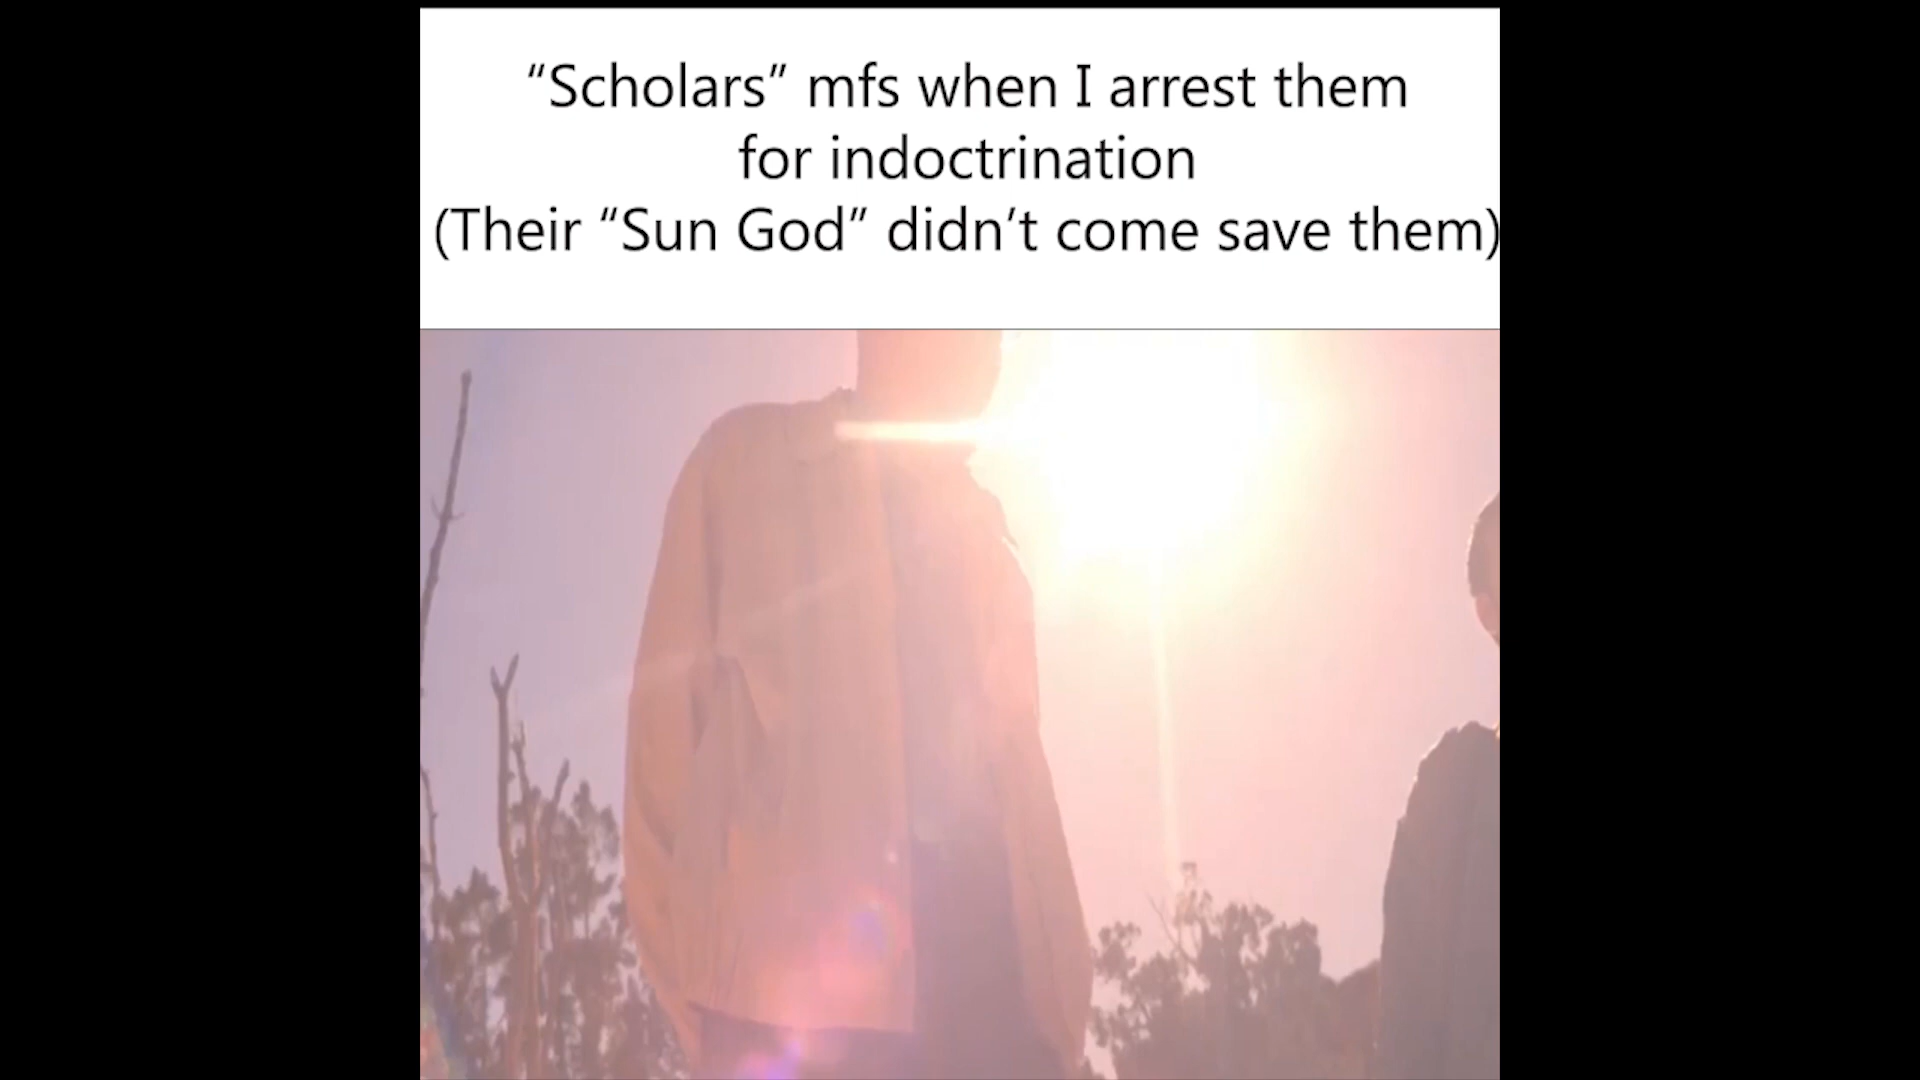 “Scholars” mfs when I arrest them
for indoctrination
(Their “Sun God” didn’t come save them)